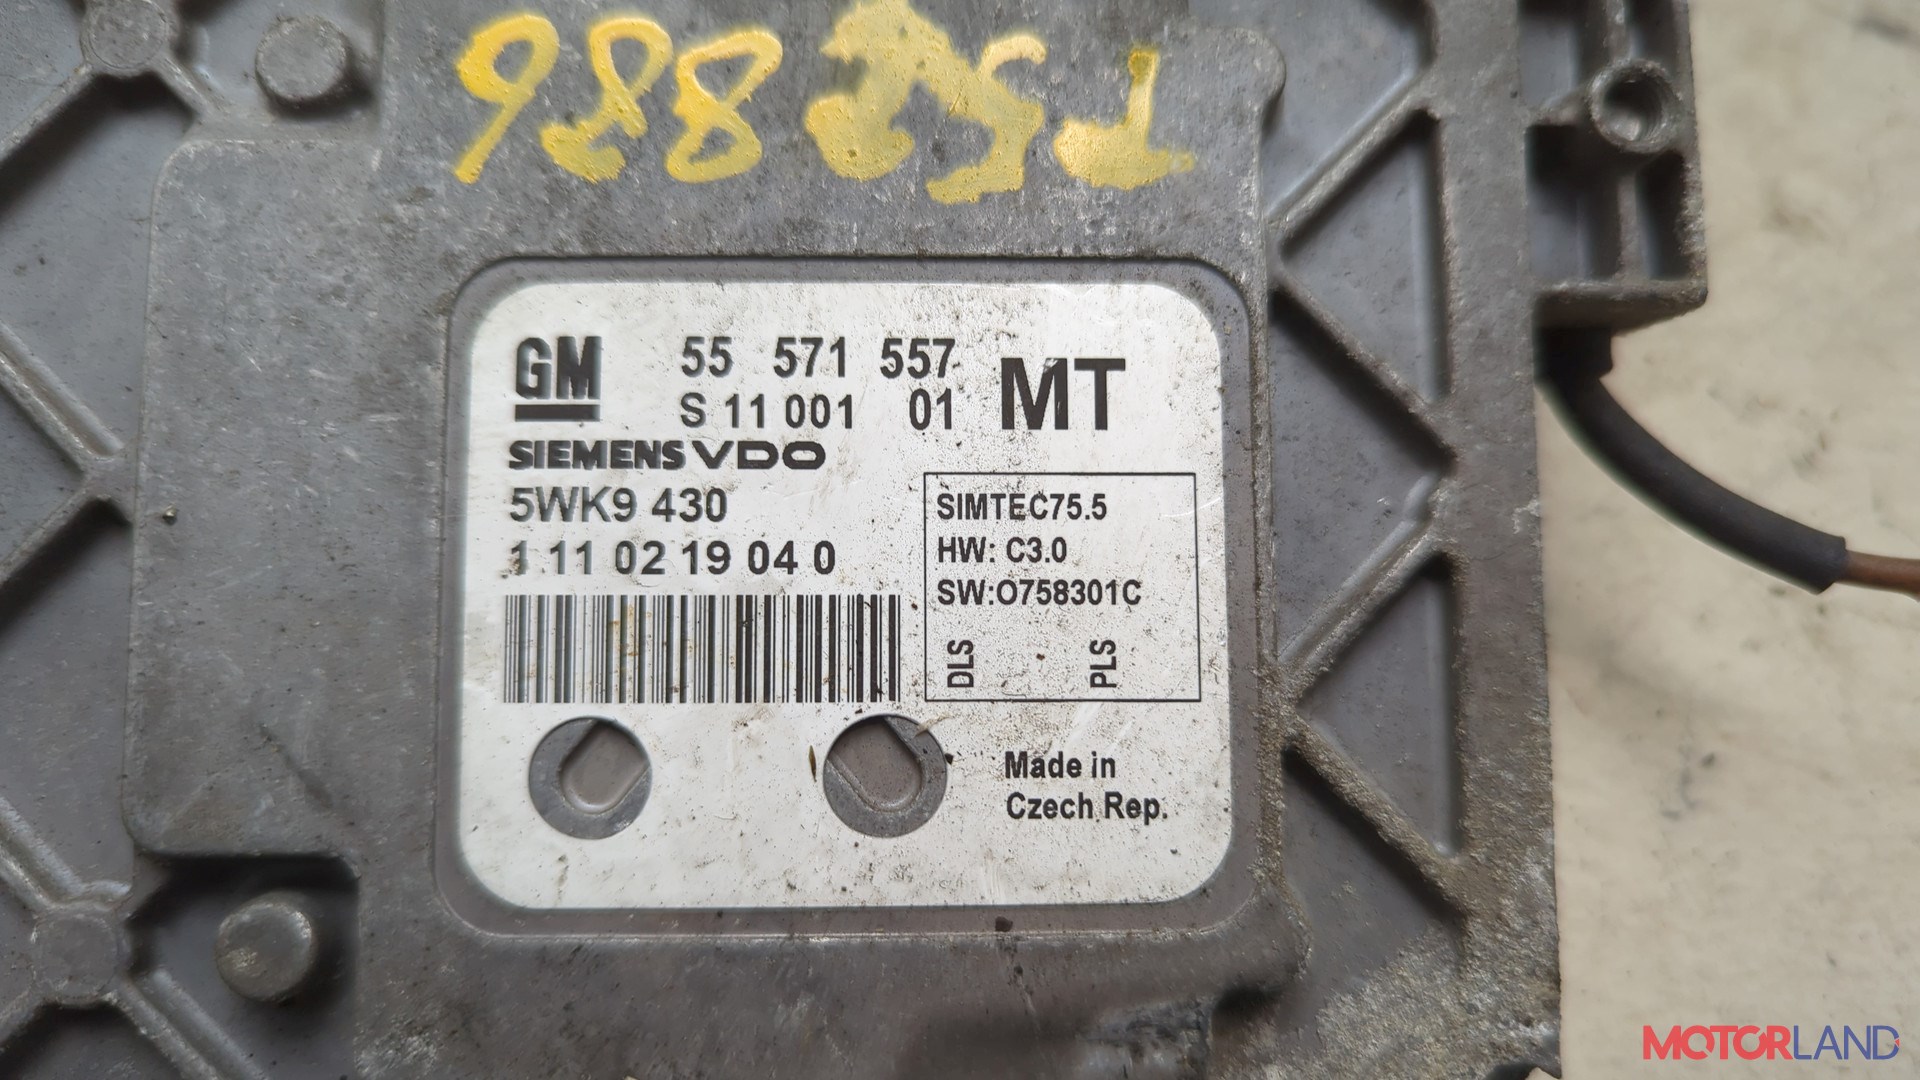 GM
55 571 557
S 11 001 01
MT
SIEMENS VDO
5WK9 430
1 11 02 19 04 0
SIMTEC75.5
HW: C3.0
SW:O758301C
DLS
PLS
Made in
Czech Rep.
MOTORLAND